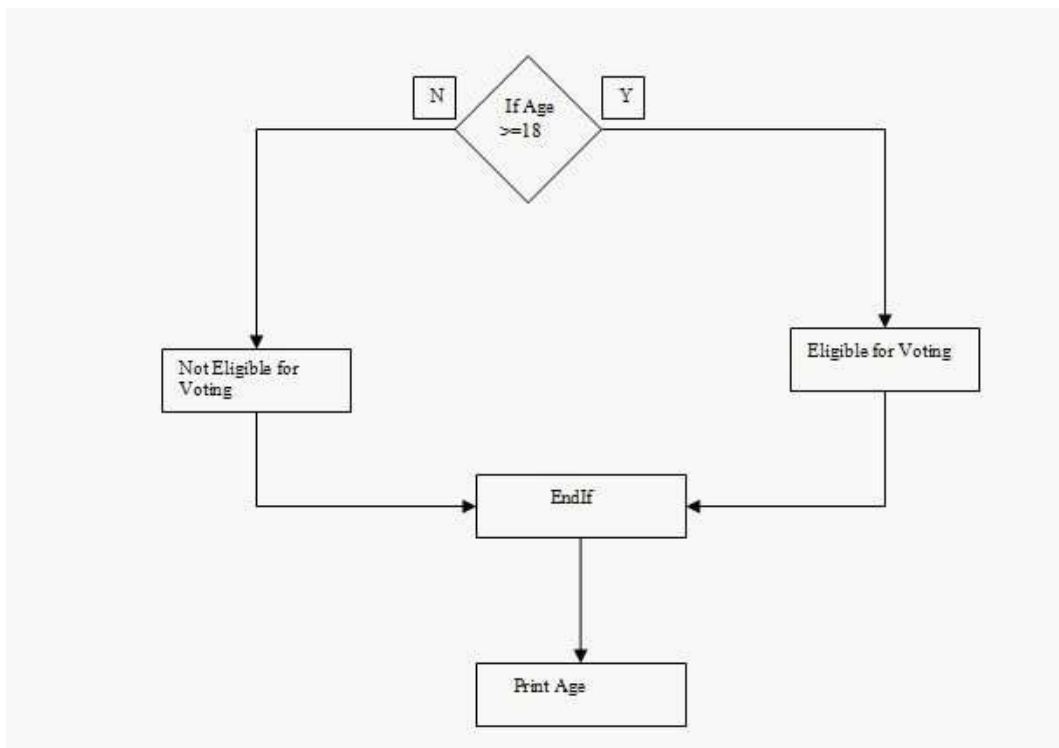 N
If Age
>=18
Y
Not Eligible for
Voting
Eligible for Voting
EndIf
Print Age